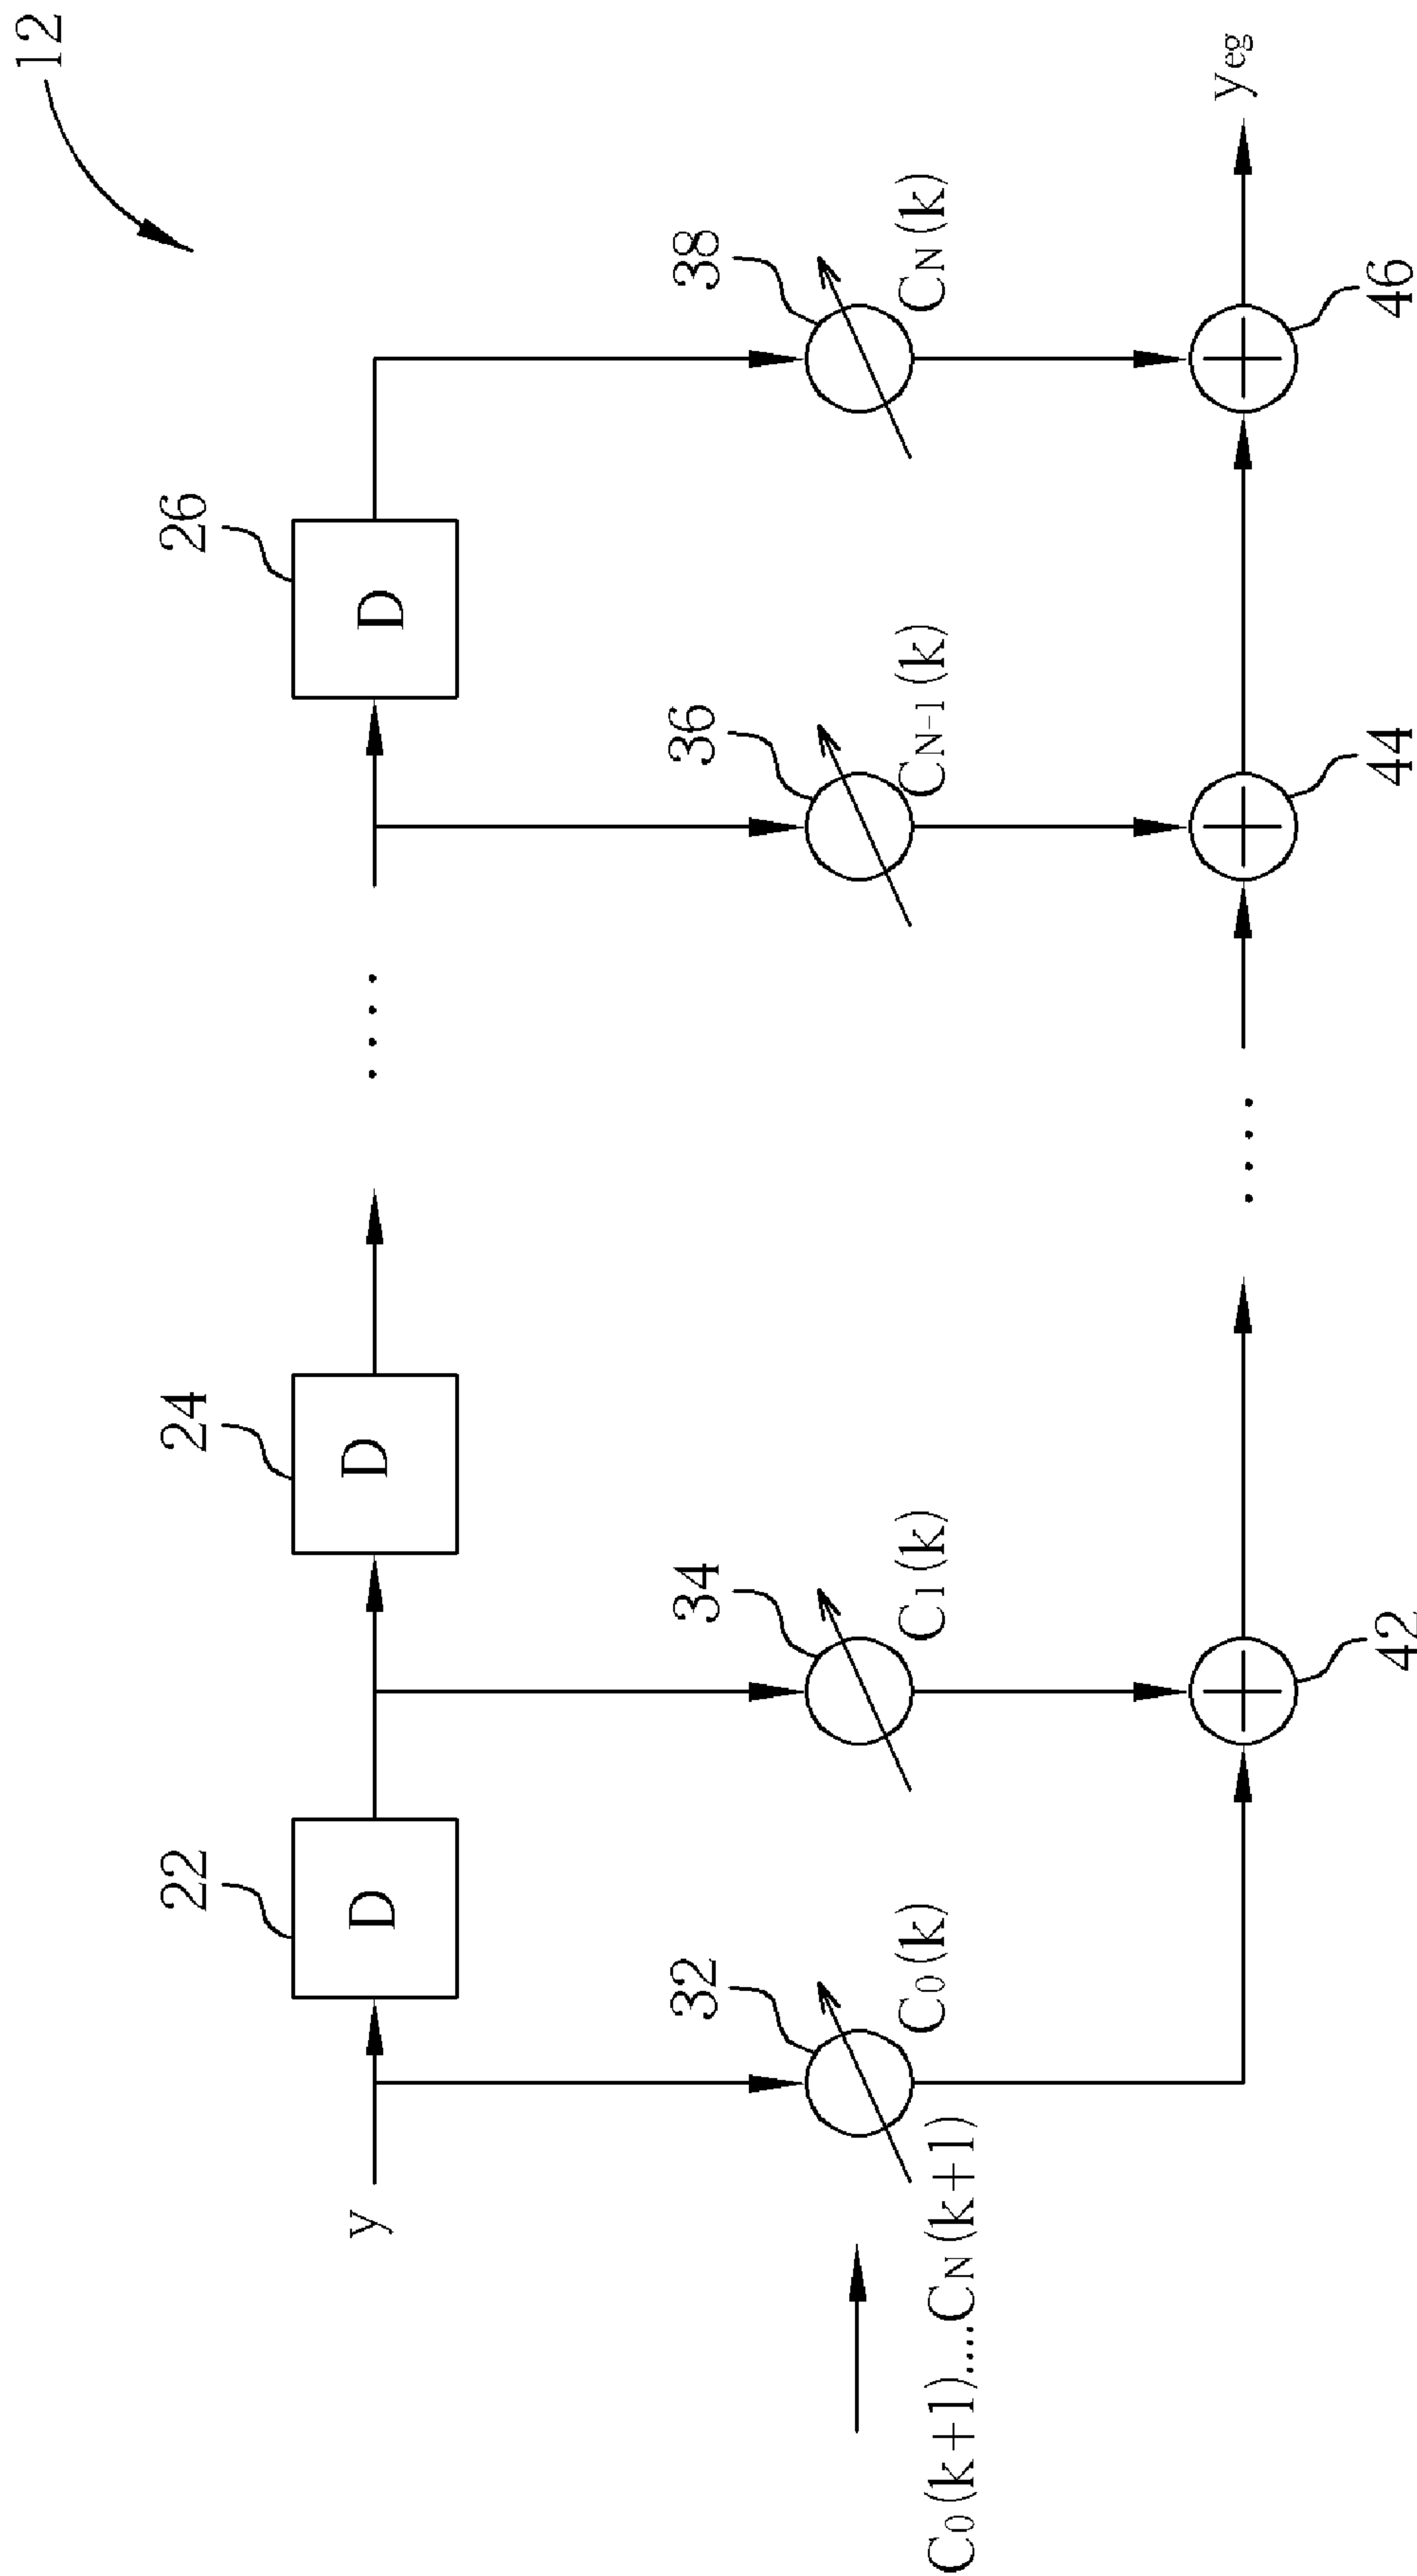 12
22
24
26
D
D
D
y
32
34
36
38
C0(k)
C1(k)
CN-1(k)
CN(k)
C0(k+1)....CN(k+1)
yeg
42
44
46